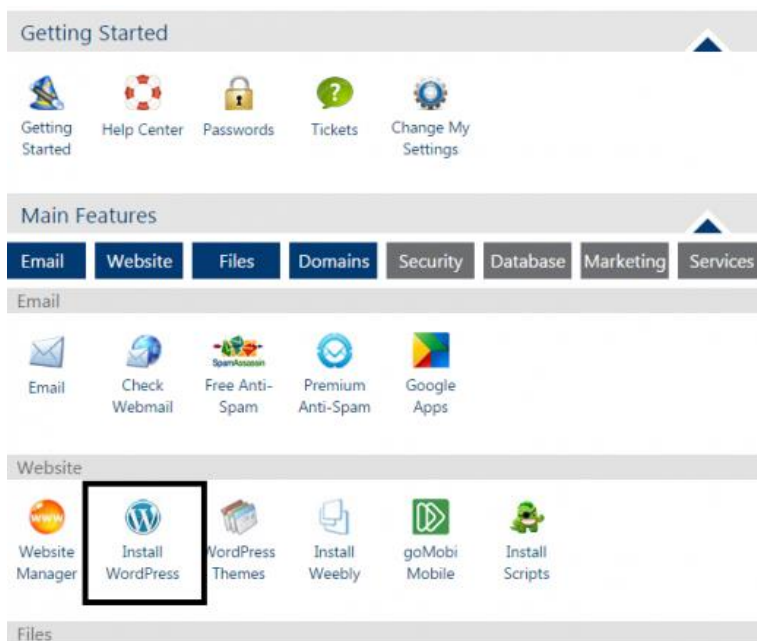 Getting Started
Getting Started
Help Center
Passwords
?
Tickets
Change My Settings
Main Features
Email Website Files Domains Security Database Marketing Services
Email
Email
Check Webmail
SpamAssassin
Free Anti-Spam
Premium Anti-Spam
Google Apps
Website
www
Website Manager
W
Install WordPress
WordPress Themes
Install Weebly
goMobi Mobile
Install Scripts
Files